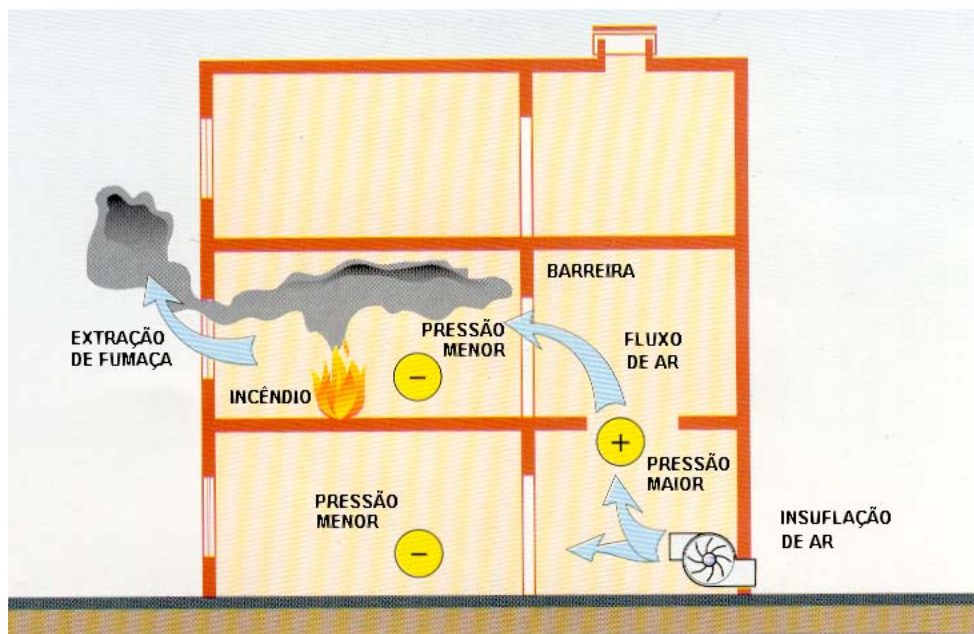 BARREIRA
EXTRAÇÃO
DE FUMAÇA
PRESSÃO
MENOR
FLUXO
DE AR
INCÊNDIO
−
+
PRESSÃO
MAIOR
PRESSÃO
MENOR
−
INSUFLAÇÃO
DE AR